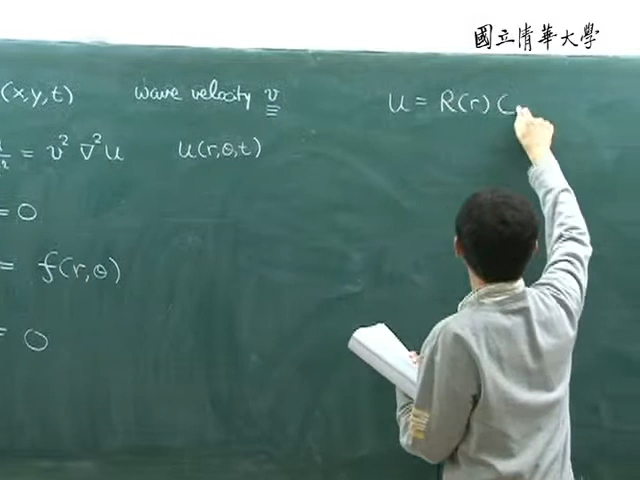 國立清華大學
(x,y,t) wave velocity v
= v² ∇²u u(r,θ,t)
= 0
= f(r,θ)
= 0
u = R(r) (